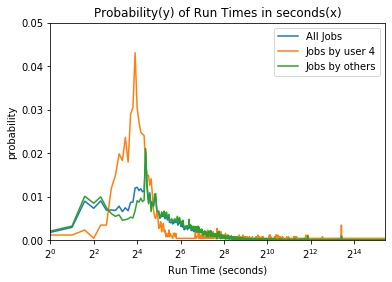 Probability(y) of Run Times in seconds(x)
0.05
0.04
0.03
0.02
0.01
0.00
probability
All Jobs
Jobs by user 4
Jobs by others
2^0 2^2 2^4 2^6 2^8 2^10 2^12 2^14
Run Time (seconds)